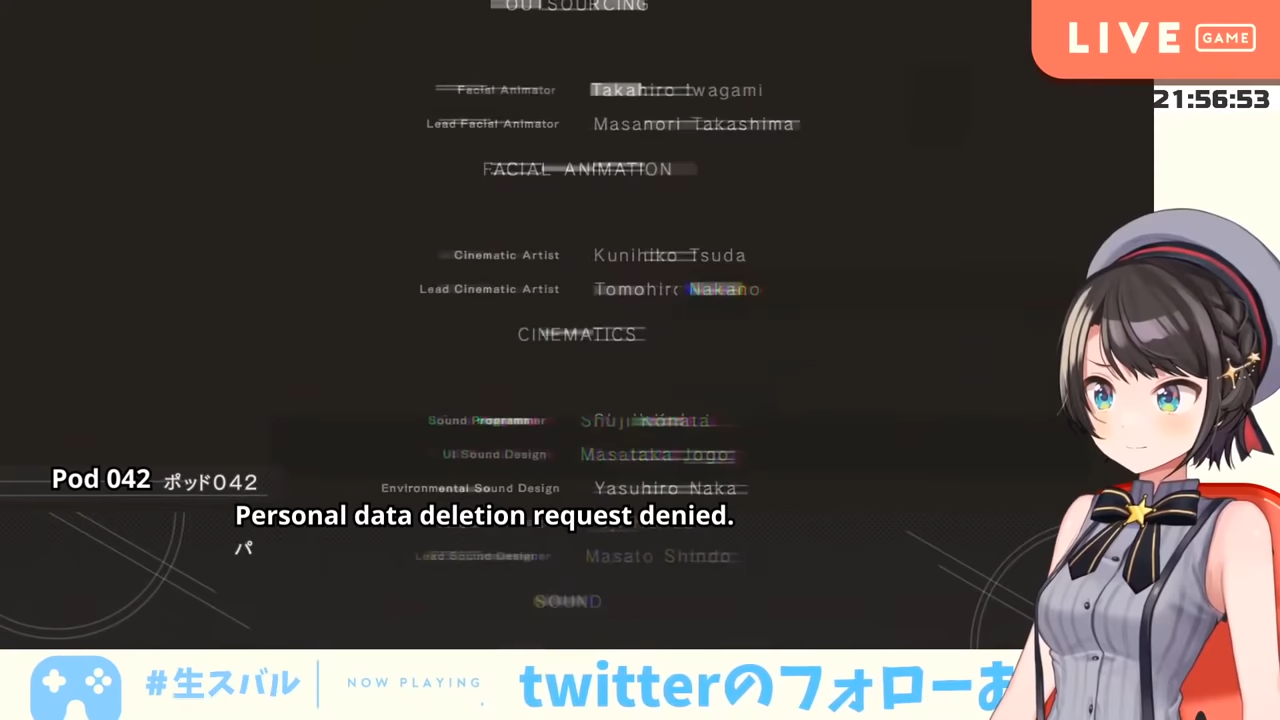 OUTSOURCING
LIVE GAME
21:56:53
Facial Animator Takahiro Iwagami
Lead Facial Animator Masanori Takashima
FACIAL ANIMATION
Cinematic Artist Kunihiko Tsuda
Lead Cinematic Artist Tomohiro Nakano
CINEMATICS
Sound Programmer Shuji Kohata
UI Sound Design Masataka Jogo
Environmental Sound Design Yasuhiro Naka
Pod 042 ポッド042
Personal data deletion request denied.
パ
Lead Sound Designer Masato Shindo
SOUND
#生スバル
NOW PLAYING
twitterのフォローお